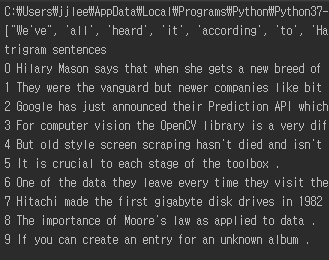 C:₩Users₩jjlee₩AppData₩Local₩Programs₩Python₩Python37-
["We've", 'all', 'heard', 'it', 'according', 'to', 'Ha
trigram sentences
0 Hilary Mason says that when she gets a new breed of
1 They were the vanguard but newer companies like bit
2 Google has just announced their Prediction API which
3 For computer vision the OpenCV library is a very dif
4 But old style screen scraping hasn't died and isn't
5 It is crucial to each stage of the toolbox .
6 One of the data they leave every time they visit the
7 Hitachi made the first gigabyte disk drives in 1982
8 The importance of Moore's law as applied to data .
9 If you can create an entry for an unknown album .